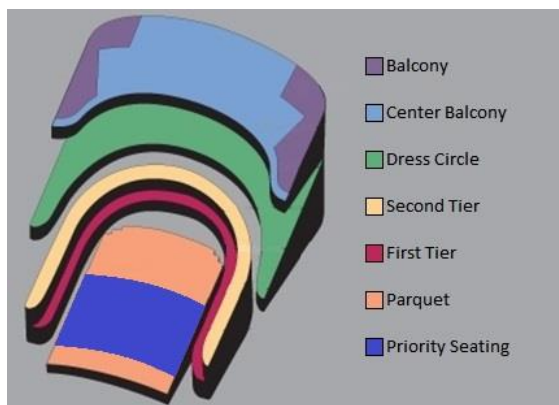 Balcony
Center Balcony
Dress Circle
Second Tier
First Tier
Parquet
Priority Seating